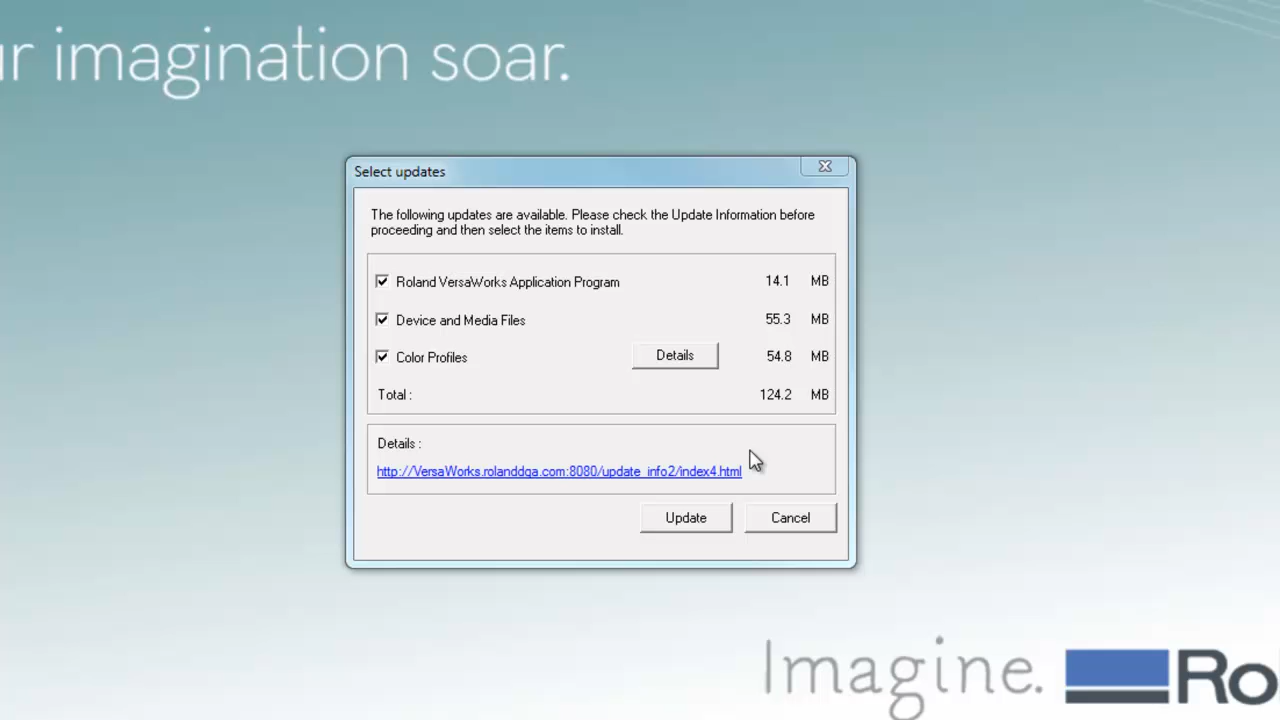 imagination soar.
Select updates
The following updates are available. Please check the Update Information before
proceeding and then select the items to install.
Roland VersaWorks Application Program 14.1 MB
Device and Media Files 55.3 MB
Color Profiles Details 54.8 MB
Total : 124.2 MB
Details :
http://VersaWorks.rolanddga.com:8080/update_info2/index4.html
Update Cancel
Imagine. Rol